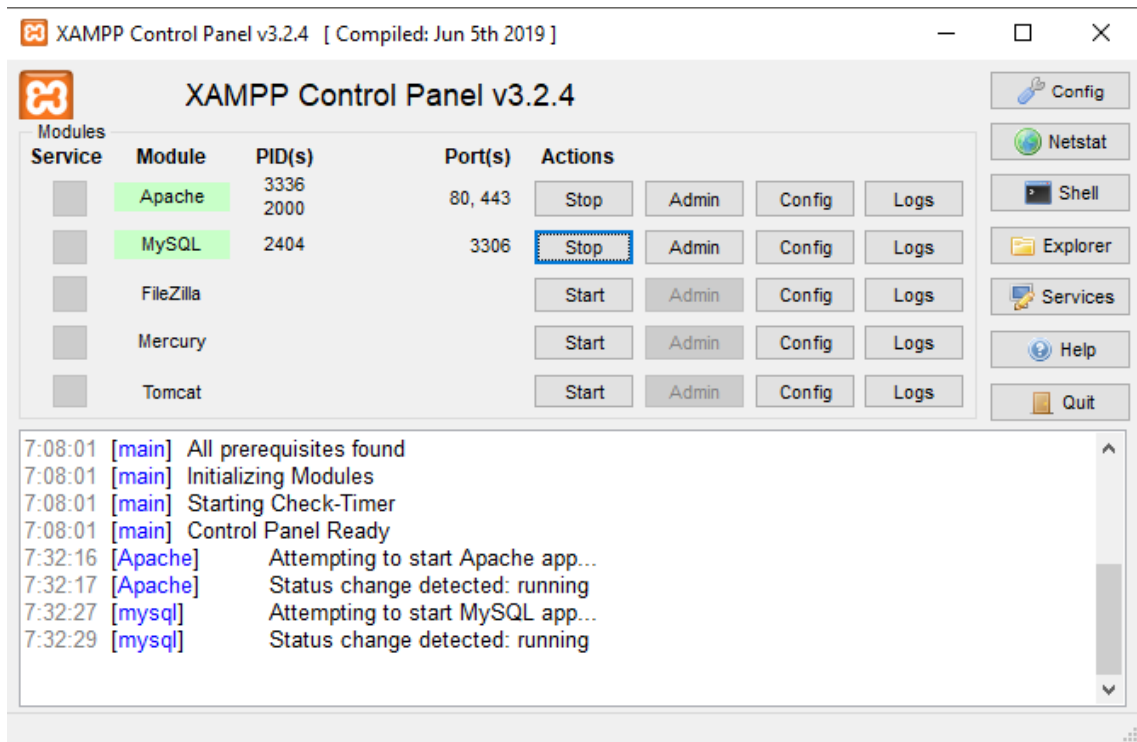 XAMPP Control Panel v3.2.4 [ Compiled: Jun 5th 2019 ]
XAMPP Control Panel v3.2.4
Config
Modules
Netstat
Service Module PID(s) Port(s) Actions
Apache 3336 2000 80, 443 Stop Admin Config Logs
Shell
MySQL 2404 3306 Stop Admin Config Logs
Explorer
FileZilla Start Admin Config Logs
Services
Mercury Start Admin Config Logs
Help
Tomcat Start Admin Config Logs
Quit
7:08:01 [main] All prerequisites found
7:08:01 [main] Initializing Modules
7:08:01 [main] Starting Check-Timer
7:08:01 [main] Control Panel Ready
7:32:16 [Apache] Attempting to start Apache app...
7:32:17 [Apache] Status change detected: running
7:32:27 [mysql] Attempting to start MySQL app...
7:32:29 [mysql] Status change detected: running